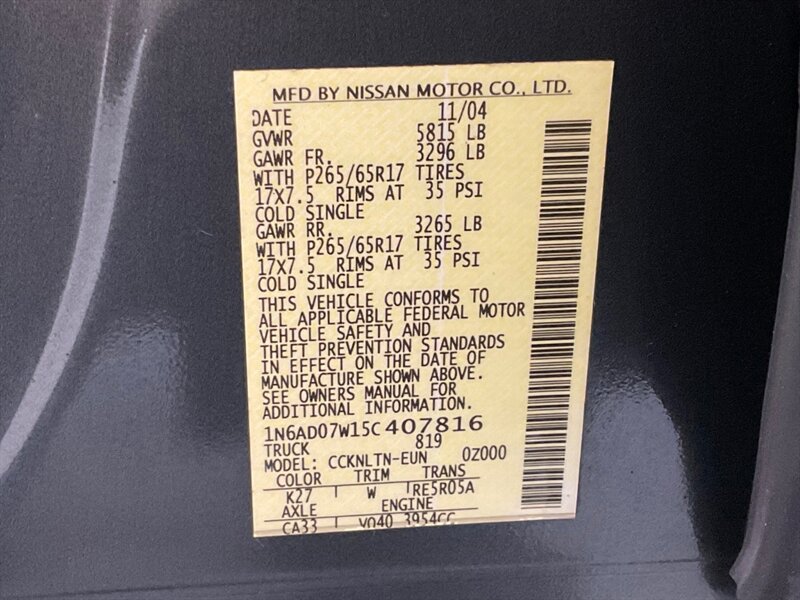 MFD BY NISSAN MOTOR CO., LTD.
DATE 11/04
GVWR 5815 LB
GAWR FR. 3296 LB
WITH P265/65R17 TIRES
17X7.5 RIMS AT 35 PSI
COLD SINGLE
GAWR RR. 3265 LB
WITH P265/65R17 TIRES
17X7.5 RIMS AT 35 PSI
COLD SINGLE
THIS VEHICLE CONFORMS TO
ALL APPLICABLE FEDERAL MOTOR
VEHICLE SAFETY AND
THEFT PREVENTION STANDARDS
IN EFFECT ON THE DATE OF
MANUFACTURE SHOWN ABOVE.
SEE OWNERS MANUAL FOR
ADDITIONAL INFORMATION.
1N6AD07W15C407816
TRUCK 819
MODEL: CCKNLTN-EUN 0Z000
COLOR TRIM TRANS
K27 W RE5R05A
AXLE ENGINE
CA33 VQ40 3954CC